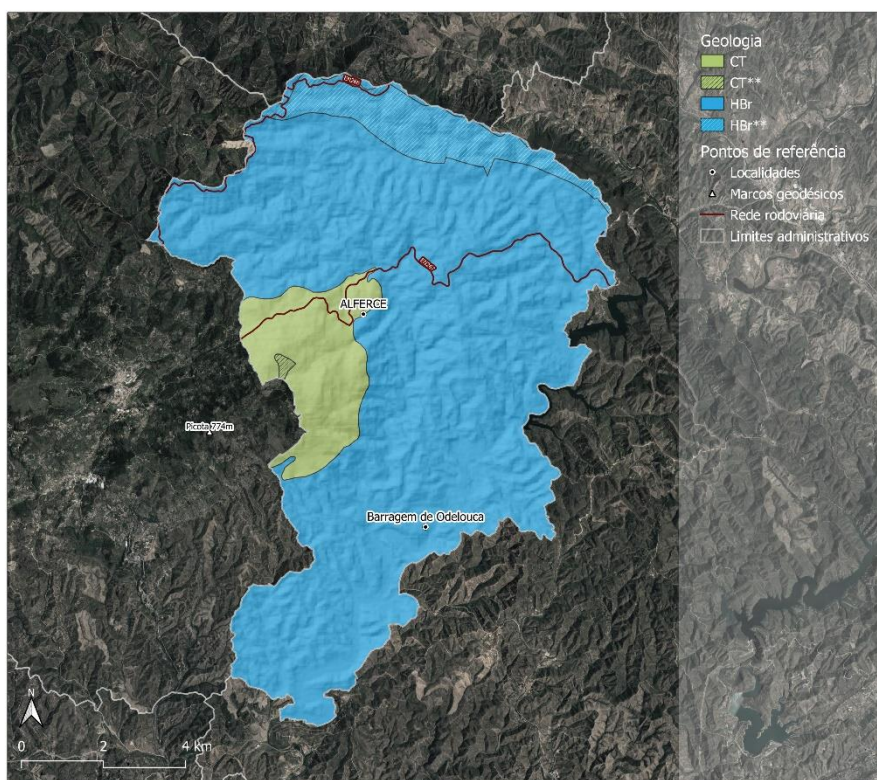 Geologia
CT
CT**
HBr
HBr**
Pontos de referência
Localidades
Marcos geodésicos
Rede rodoviária
Limites administrativos
EN267
ALFERCE
Picota 774m
Barragem de Odelouca
N
0 2 4 km